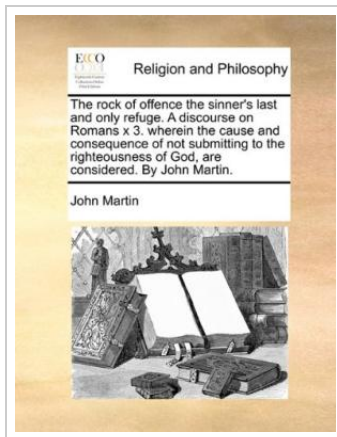 ECCO
Religion and Philosophy
The rock of offence the sinner's last
and only refuge. A discourse on
Romans x 3. wherein the cause and
consequence of not submitting to the
righteousness of God, are
considered. By John Martin.
John Martin